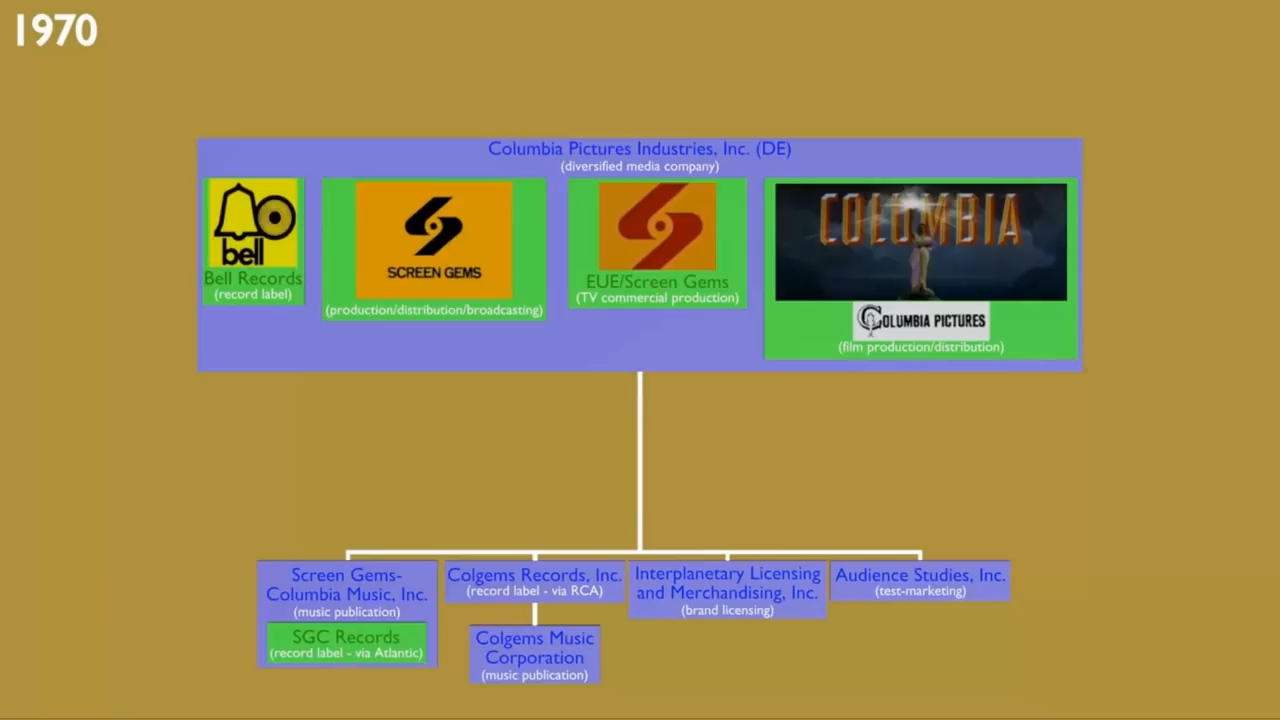 1970
Columbia Pictures Industries, Inc. (DE)
(diversified media company)
bell
Bell Records
(record label)
SCREEN GEMS
(production/distribution/broadcasting)
EUE/Screen Gems
(TV commercial production)
COLUMBIA
COLUMBIA PICTURES
(film production/distribution)
Screen Gems-
Columbia Music, Inc.
(music publication)
SGC Records
(record label - via Atlantic)
Colgems Records, Inc.
(record label - via RCA)
Colgems Music
Corporation
(music publication)
Interplanetary Licensing
and Merchandising, Inc.
(brand licensing)
Audience Studies, Inc.
(test-marketing)